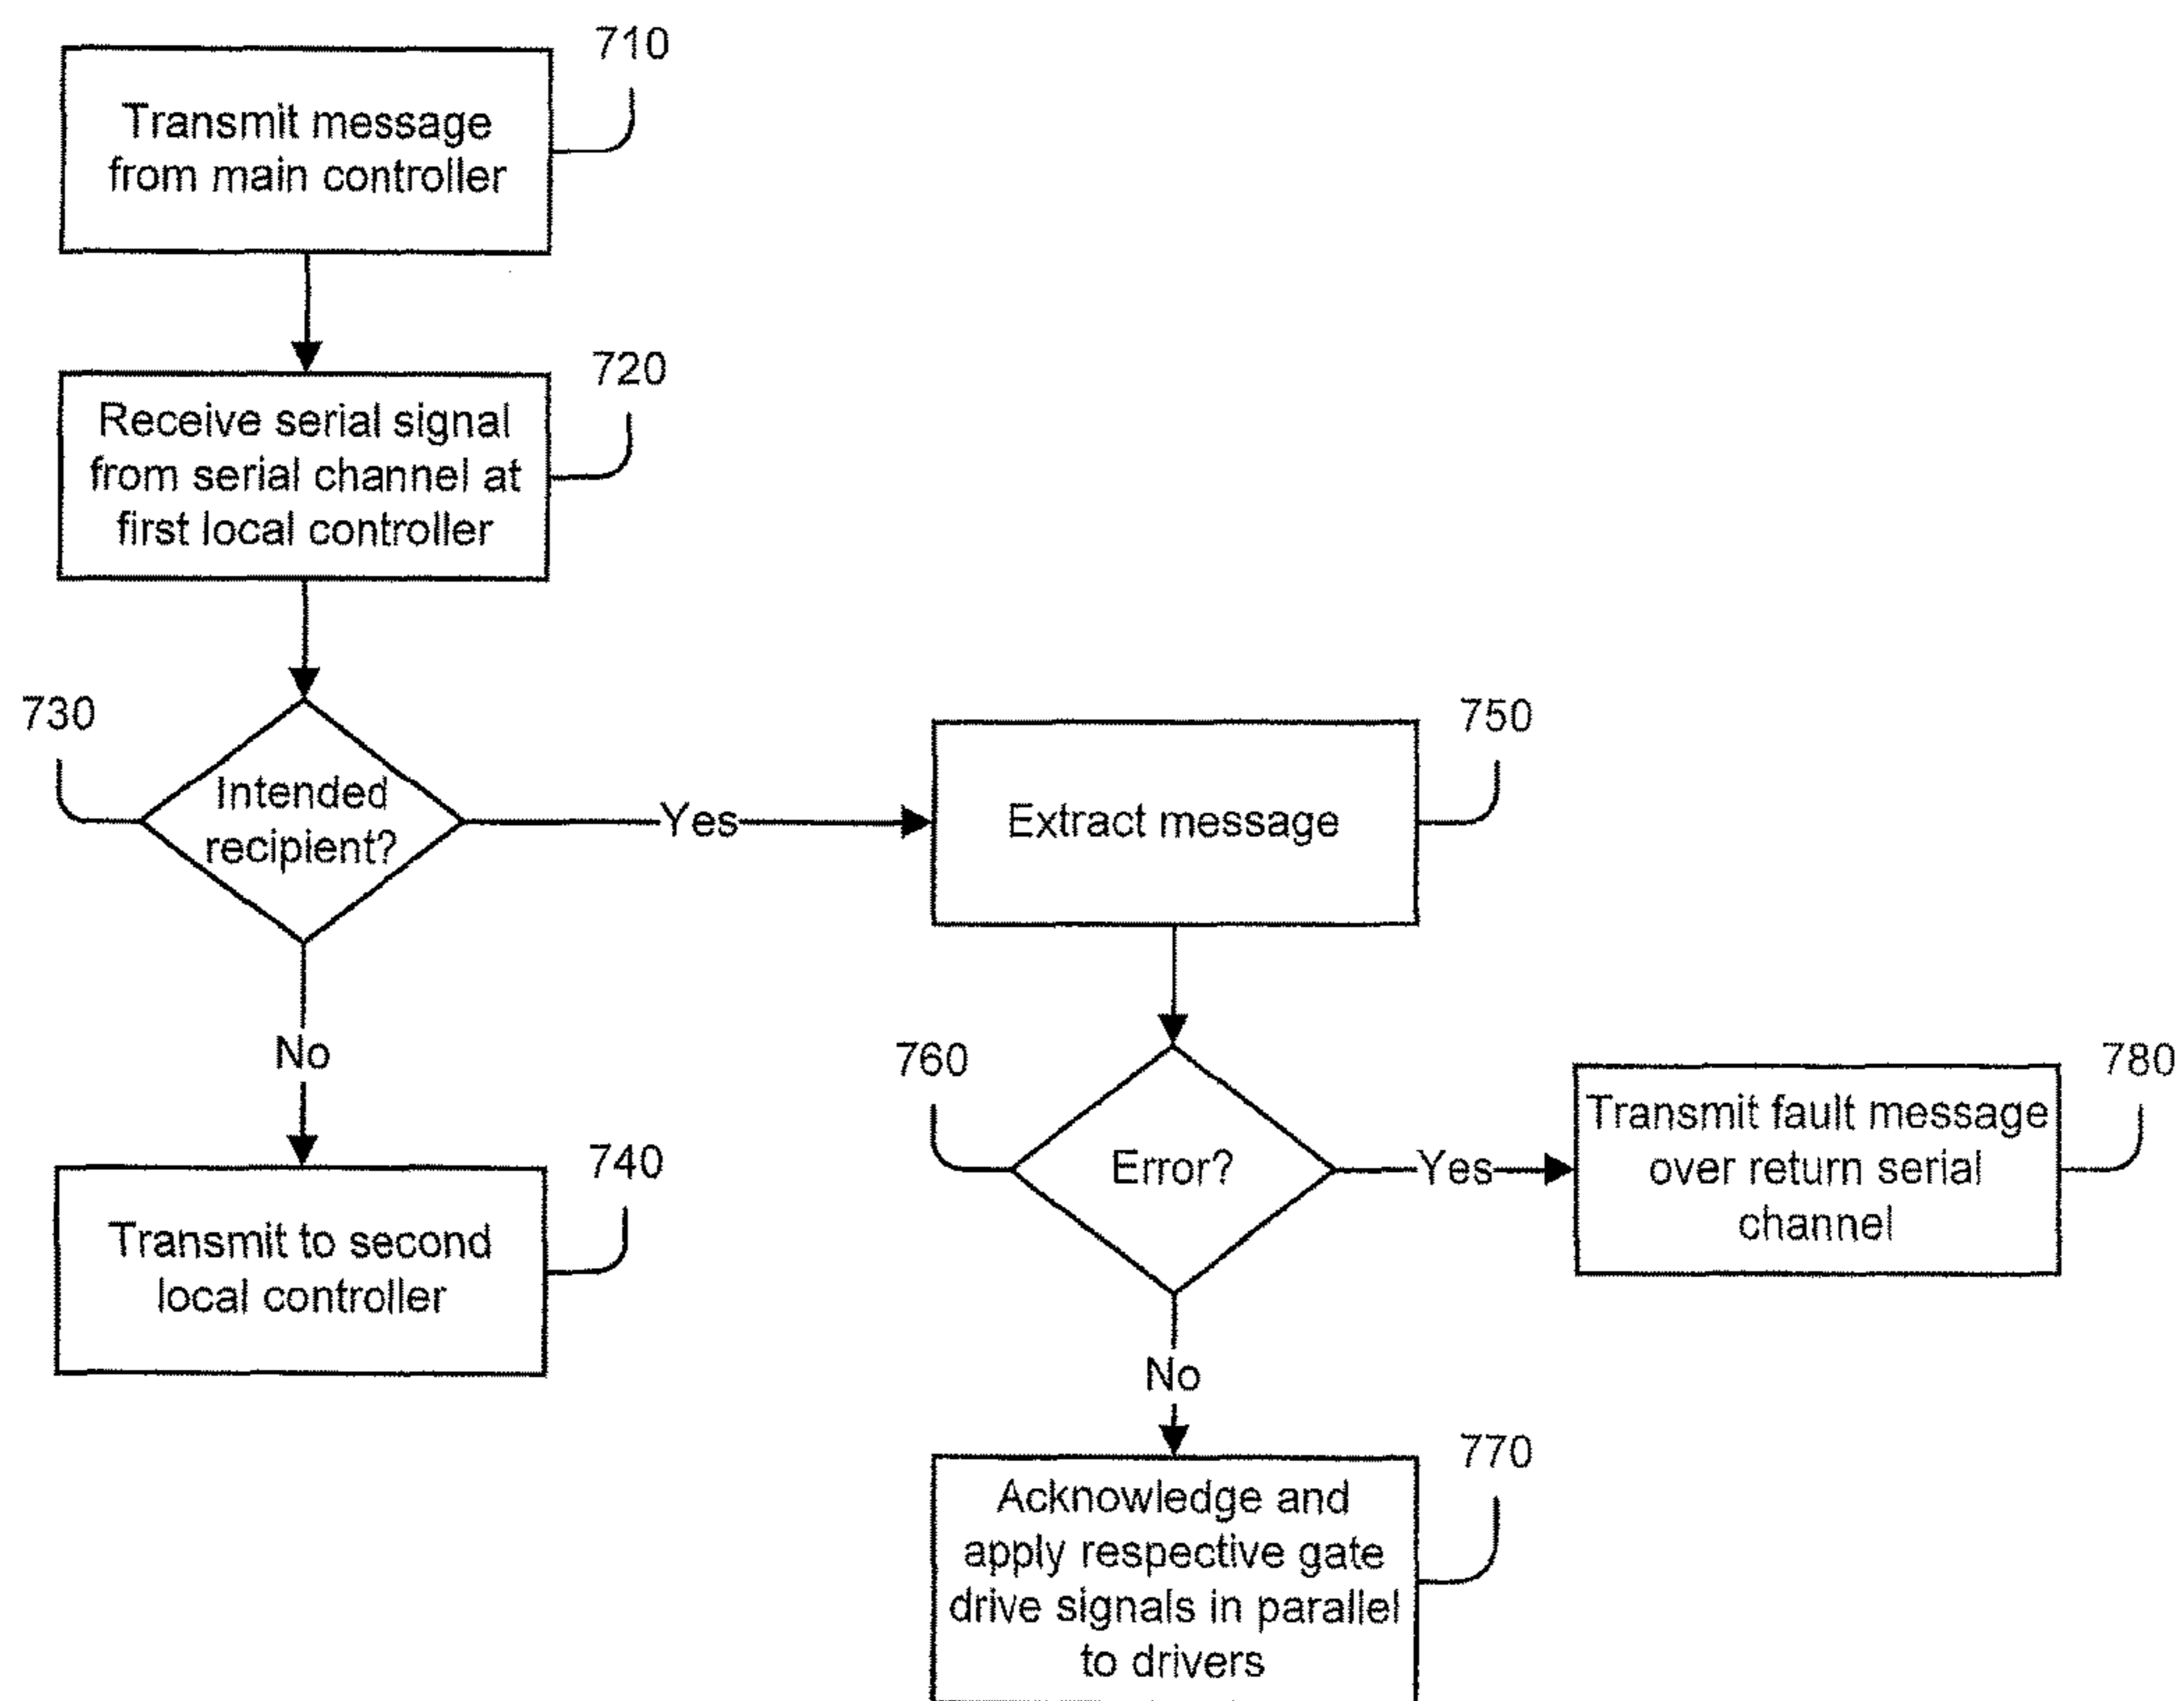 710
Transmit message
from main controller
720
Receive serial signal
from serial channel at
first local controller
730
Intended
recipient?
Yes
No
740
Transmit to second
local controller
750
Extract message
760
Error?
Yes
No
780
Transmit fault message
over return serial
channel
770
Acknowledge and
apply respective gate
drive signals in parallel
to drivers